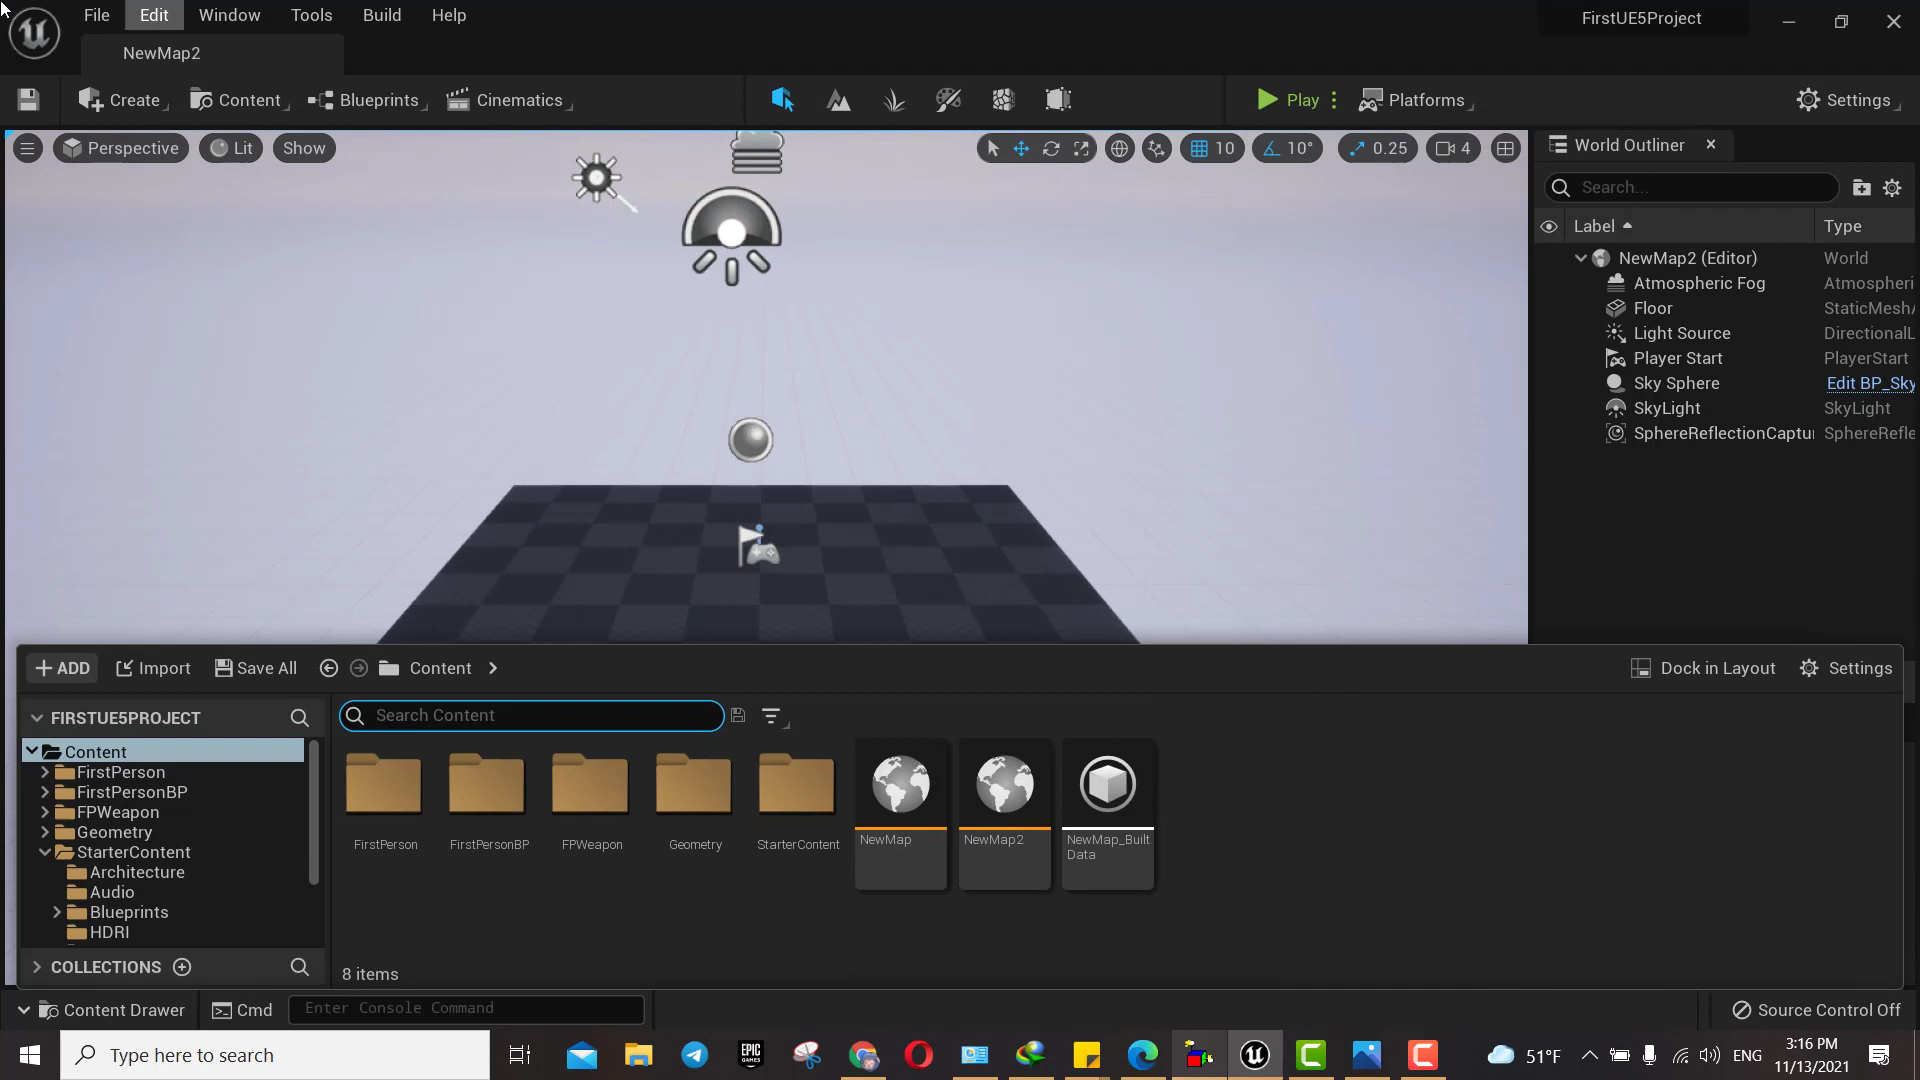 File Edit Window Tools Build Help
FirstUE5Project
NewMap2
Create Content Blueprints Cinematics Play Platforms Settings
Perspective Lit Show 10 10° 0.25 4
World Outliner
Search...
Label Type
NewMap2 (Editor) World
Atmospheric Fog Atmospheri
Floor StaticMesh
Light Source DirectionalL
Player Start PlayerStart
Sky Sphere Edit BP_Sky
SkyLight SkyLight
SphereReflectionCaptur SphereRefle
ADD Import Save All Content Dock in Layout Settings
FIRSTUE5PROJECT
Search Content
Content
FirstPerson
FirstPersonBP
FPWeapon
Geometry
StarterContent
Architecture
Audio
Blueprints
HDRI
FirstPerson FirstPersonBP FPWeapon Geometry StarterContent NewMap NewMap2 NewMap_Built
Data
COLLECTIONS
8 items
Content Drawer Cmd Enter Console Command Source Control Off
Type here to search
EPIC
GAMES
51°F ENG
3:16 PM
11/13/2021